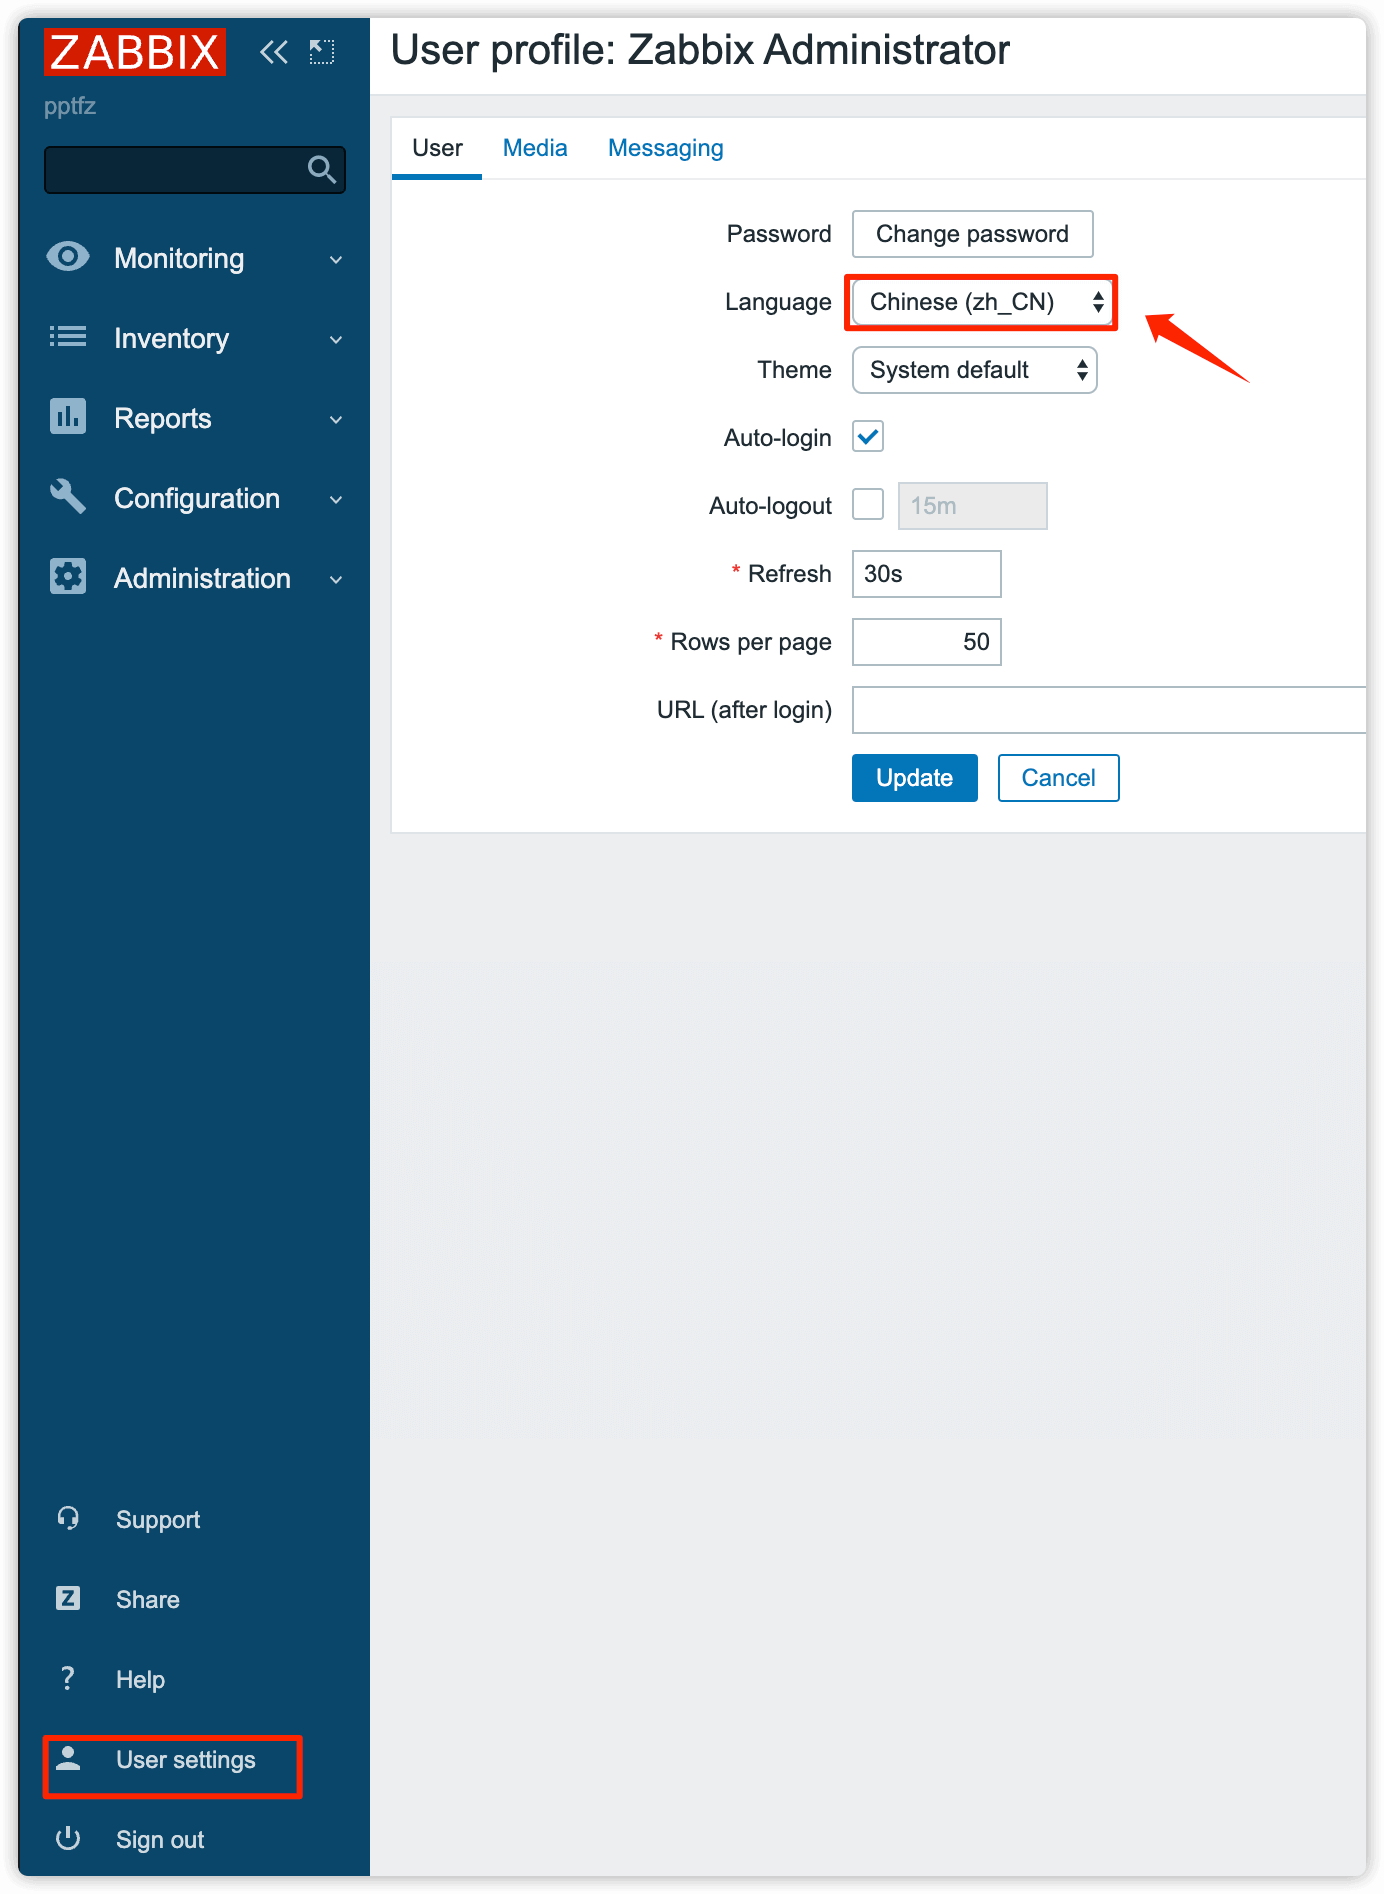 ZABBIX
pptfz
Monitoring
Inventory
Reports
Configuration
Administration
Support
Z Share
? Help
User settings
Sign out
User profile: Zabbix Administrator
User Media Messaging
Password Change password
Language Chinese (zh_CN)
Theme System default
Auto-login
Auto-logout 15m
* Refresh 30s
* Rows per page 50
URL (after login)
Update Cancel